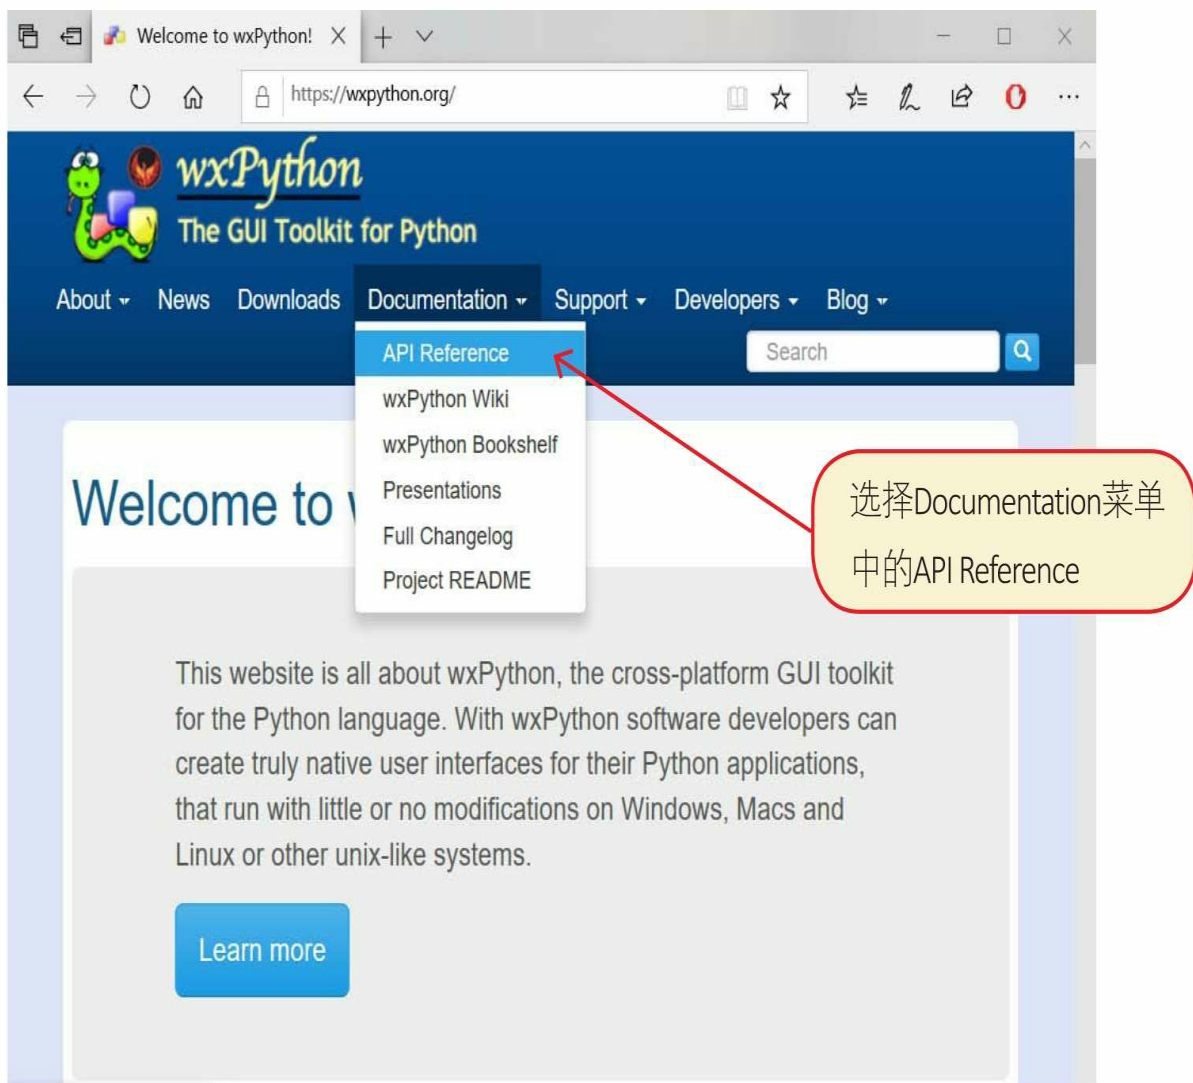 Welcome to wxPython!
https://wxpython.org/
wxPython
The GUI Toolkit for Python
About News Downloads Documentation Support Developers Blog
Search
API Reference
wxPython Wiki
wxPython Bookshelf
Presentations
Full Changelog
Project README
选择Documentation菜单
中的API Reference
Welcome to
This website is all about wxPython, the cross-platform GUI toolkit
for the Python language. With wxPython software developers can
create truly native user interfaces for their Python applications,
that run with little or no modifications on Windows, Macs and
Linux or other unix-like systems.
Learn more